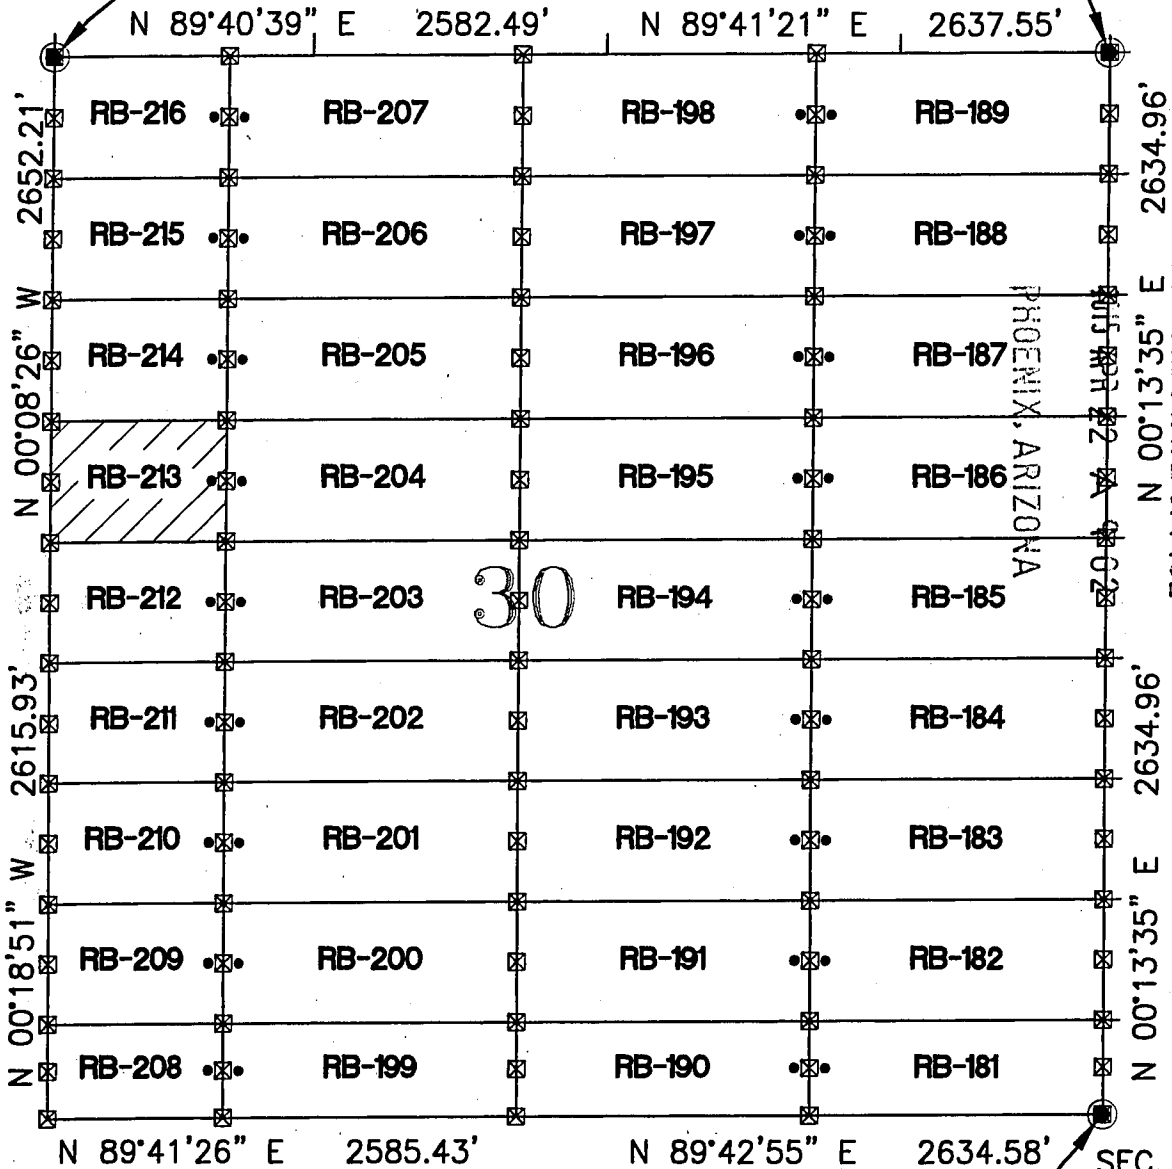 N 89°40'39" E 2582.49' N 89°41'21" E 2637.55'
2652.21'
N 00°08'26" W
2615.93'
N 00°18'51" W
RB-216 RB-207 RB-198 RB-189
RB-215 RB-206 RB-197 RB-188
RB-214 RB-205 RB-196 RB-187
RB-213 RB-204 RB-195 RB-186
RB-212 RB-203 30 RB-194 RB-185
RB-211 RB-202 RB-193 RB-184
RB-210 RB-201 RB-192 RB-183
RB-209 RB-200 RB-191 RB-182
RB-208 RB-199 RB-190 RB-181
PHOENIX, ARIZONA
2634.96'
N 00°13'35" E
2634.96'
N 00°13'35" E
N 89°41'26" E 2585.43' N 89°42'55" E 2634.58' SEC